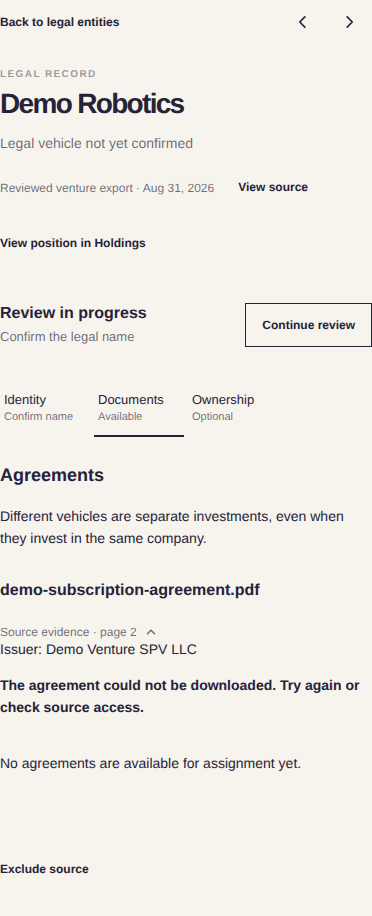 Back to legal entities
LEGAL RECORD
Demo Robotics
Legal vehicle not yet confirmed
Reviewed venture export · Aug 31, 2026 View source
View position in Holdings
Review in progress
Confirm the legal name
Continue review
Identity Documents Ownership
Confirm name Available Optional
Agreements
Different vehicles are separate investments, even when
they invest in the same company.
demo-subscription-agreement.pdf
Source evidence · page 2
Issuer: Demo Venture SPV LLC
The agreement could not be downloaded. Try again or
check source access.
No agreements are available for assignment yet.
Exclude source